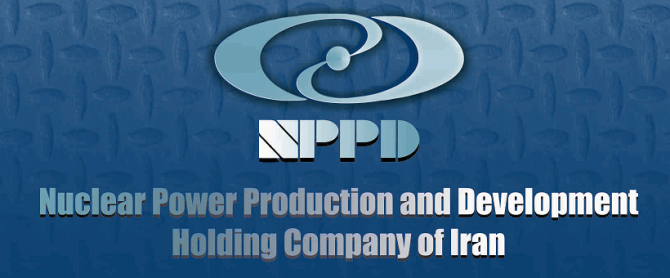 NPPD
Nuclear Power Production and Development
Holding Company of Iran